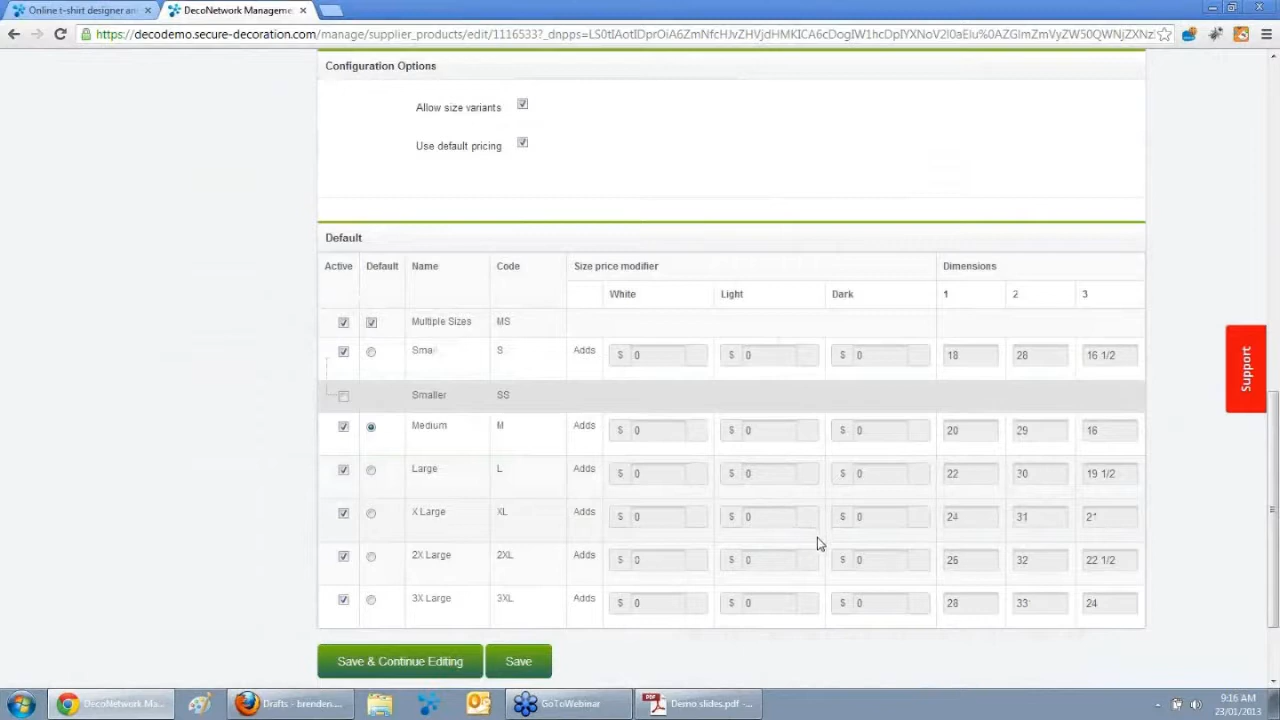 Online t-shirt designer an
DecoNetwork Manageme
https://decodemo.secure-decoration.com/manage/supplier_products/edit/1116533?
Configuration Options
Allow size variants
Use default pricing
Default
Active Default Name Code Size price modifier Dimensions
White Light Dark 1 2 3
Multiple Sizes MS
Small S Adds $ 0 $ 0 $ 0 18 28 16 1/2
Smaller SS
Medium M Adds $ 0 $ 0 $ 0 20 29 16
Large L Adds $ 0 $ 0 $ 0 22 30 19 1/2
X Large XL Adds $ 0 $ 0 $ 0 24 31 21
2X Large 2XL Adds $ 0 $ 0 $ 0 26 32 22 1/2
3X Large 3XL Adds $ 0 $ 0 $ 0 28 33 24
Save & Continue Editing Save
Support
DecoNetwork Ma... Drafts - brenden.... GoToWebinar Demo slides.pdf -...
9:16 AM
23/01/2013